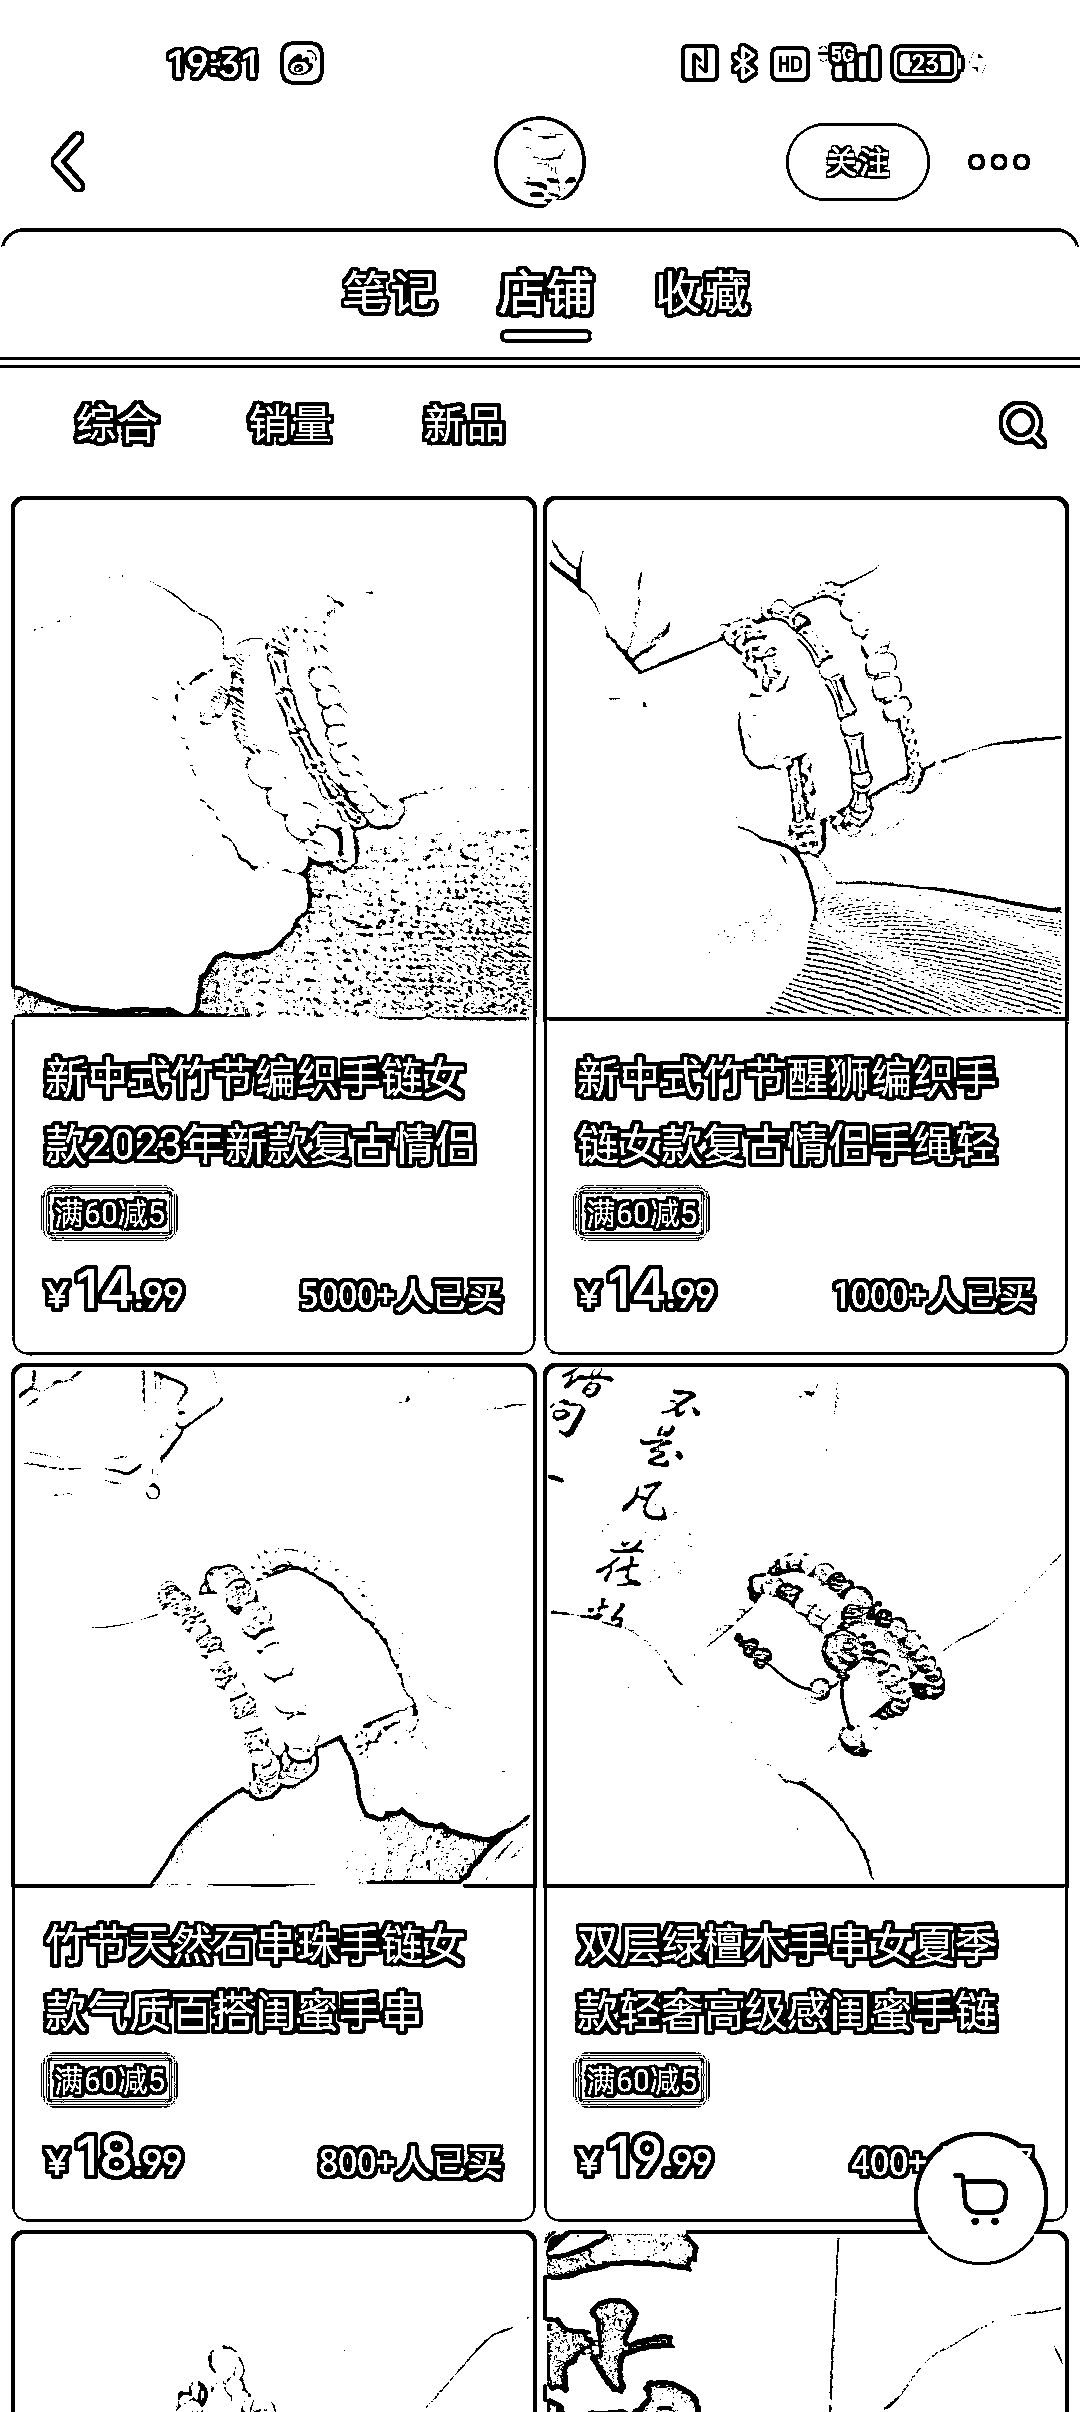 19:31
HD 5G 23
关注
笔记 店铺 收藏
综合 销量 新品
新中式竹节编织手链女
款2023年新款复古情侣
满60减5
¥14.99 5000+人已买
新中式竹节醒狮编织手
链女款复古情侣手绳轻
满60减5
¥14.99 1000+人已买
不
是
凡
花
竹节天然石串珠手链女
款气质百搭闺蜜手串
满60减5
¥18.99 800+人已买
双层绿檀木手串女夏季
款轻奢高级感闺蜜手链
满60减5
¥19.99 400+